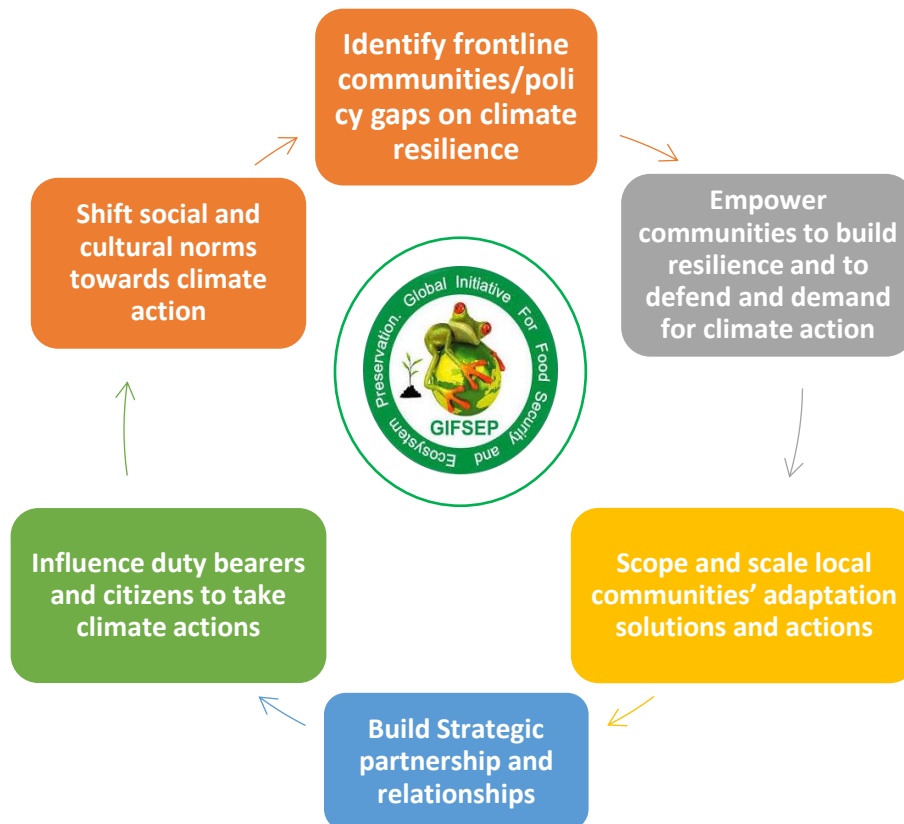 Identify frontline
communities/poli
cy gaps on climate
resilience
Empower
communities to build
resilience and to
defend and demand
for climate action
Scope and scale local
communities’ adaptation
solutions and actions
Build Strategic
partnership and
relationships
Influence duty bearers
and citizens to take
climate actions
Shift social and
cultural norms
towards climate
action
Global Initiative For Food Security and Ecosystem Preservation.
GIFSEP